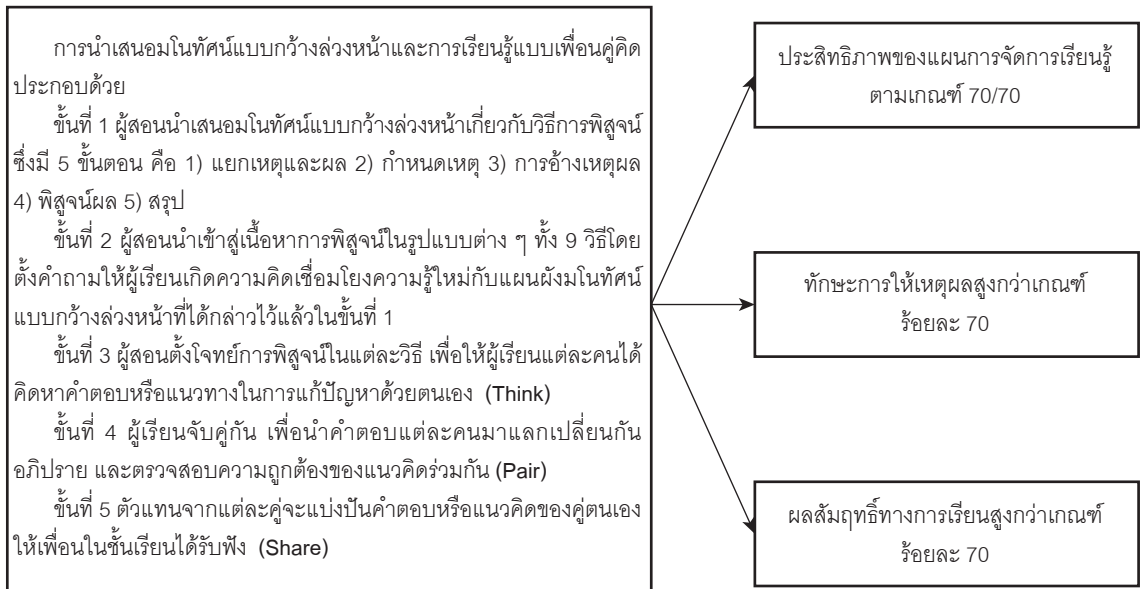 การนำเสนอมโนทัศน์แบบกว้างล่วงหน้าและการเรียนรู้แบบเพื่อนคู่คิด
ประกอบด้วย
ขั้นที่ 1 ผู้สอนนำเสนอมโนทัศน์แบบกว้างล่วงหน้าเกี่ยวกับวิธีการพิสูจน์
ซึ่งมี 5 ขั้นตอน คือ 1) แยกเหตุและผล 2) กำหนดเหตุ 3) การอ้างเหตุผล
4) พิสูจน์ผล 5) สรุป
ขั้นที่ 2 ผู้สอนนำเข้าสู่เนื้อหาการพิสูจน์ในรูปแบบต่าง ๆ ทั้ง 9 วิธีโดย
ตั้งคำถามให้ผู้เรียนเกิดความคิดเชื่อมโยงความรู้ใหม่กับแผนผังมโนทัศน์
แบบกว้างล่วงหน้าที่ได้กล่าวไว้แล้วในขั้นที่ 1
ขั้นที่ 3 ผู้สอนตั้งโจทย์การพิสูจน์ในแต่ละวิธี เพื่อให้ผู้เรียนแต่ละคนได้
คิดหาคำตอบหรือแนวทางในการแก้ปัญหาด้วยตนเอง (Think)
ขั้นที่ 4 ผู้เรียนจับคู่กัน เพื่อนำคำตอบแต่ละคนมาแลกเปลี่ยนกัน
อภิปราย และตรวจสอบความถูกต้องของแนวคิดร่วมกัน (Pair)
ขั้นที่ 5 ตัวแทนจากแต่ละคู่จะแบ่งปันคำตอบหรือแนวคิดของคู่ตนเอง
ให้เพื่อนในชั้นเรียนได้รับฟัง (Share)
ประสิทธิภาพของแผนการจัดการเรียนรู้
ตามเกณฑ์ 70/70
ทักษะการให้เหตุผลสูงกว่าเกณฑ์
ร้อยละ 70
ผลสัมฤทธิ์ทางการเรียนสูงกว่าเกณฑ์
ร้อยละ 70